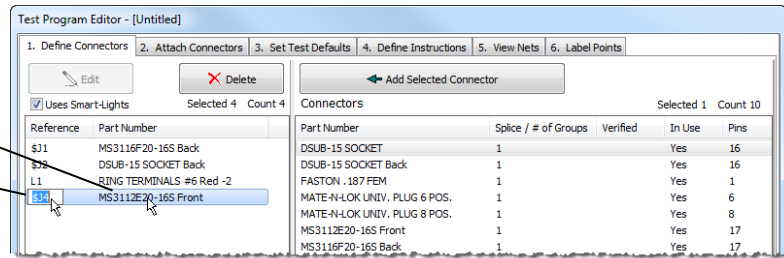 Test Program Editor - [Untitled]
1. Define Connectors 2. Attach Connectors 3. Set Test Defaults 4. Define Instructions 5. View Nets 6. Label Points
Edit Delete Add Selected Connector
Uses Smart-Lights Selected 4 Count 4 Connectors Selected 1 Count 10
Reference Part Number Part Number Splice / # of Groups Verified In Use Pins
$J1 MS3116F20-16S Back DSUB-15 SOCKET 1 Yes 16
$J2 DSUB-15 SOCKET Back DSUB-15 SOCKET Back 1 Yes 16
L1 RING TERMINALS #6 Red -2 FASTON .187 FEM 1 Yes 1
$J4 MS3112E20-16S Front MATE-N-LOK UNIV. PLUG 6 POS. 1 Yes 6
MATE-N-LOK UNIV. PLUG 8 POS. 1 Yes 8
MS3112E20-16S Front 1 Yes 17
MS3116F20-16S Back 1 Yes 17